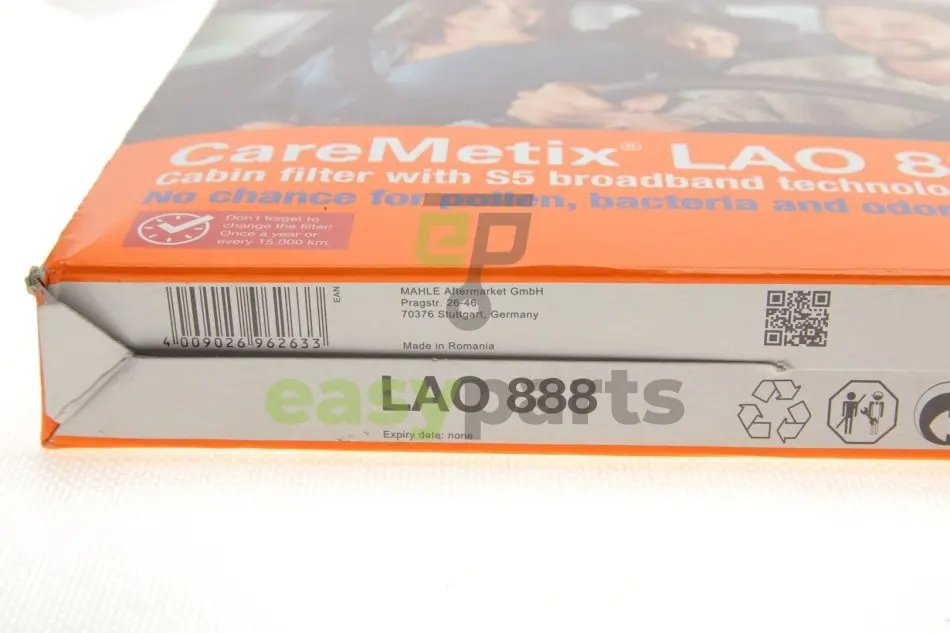 CareMetix® LAO 8
Cabin filter with S5 broadband technolo
No chance for pollen, bacteria and odo
Don't forget to
change the filter!
Once a year or
every 15,000 km.
EAN
4 009026 962633
MAHLE Aftermarket GmbH
Pragstr. 26-46
70376 Stuttgart, Germany
Made in Romania
LAO 888
Expiry date: none
ep
easyparts